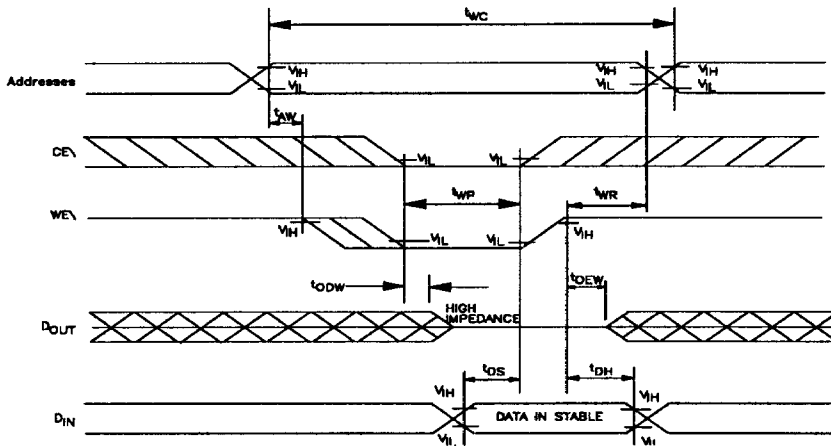 tWC
Addresses
VIH
VIL
VIH
VIL
VIH
VIL
tAW
CE\
VIL
VIL
tWP
tWR
WE\
VIH
VIL
VIL
VIH
tODW
tOEW
HIGH
IMPEDANCE
DOUT
tDS
tDH
VIH
VIH
DIN
DATA IN STABLE
VIL
VIL